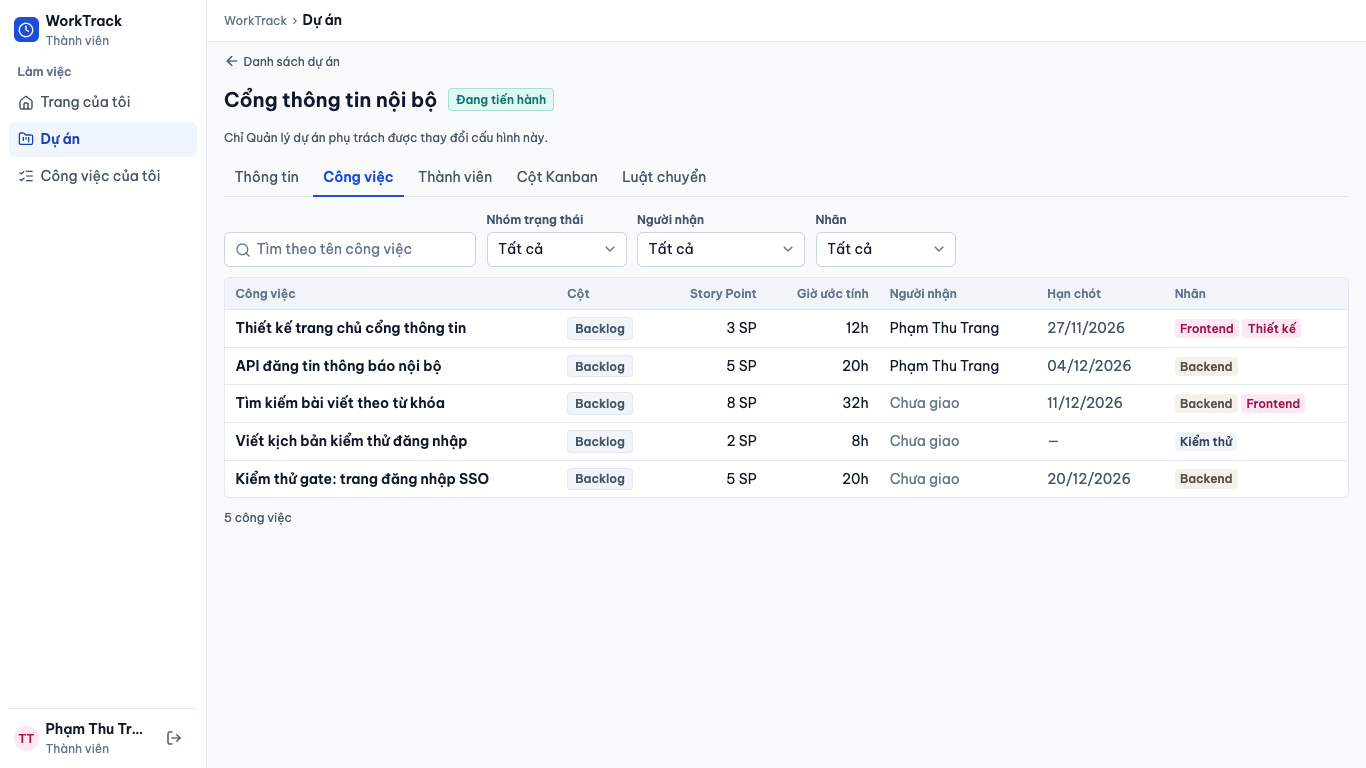 WorkTrack
Thành viên
Làm việc
Trang của tôi
Dự án
Công việc của tôi
TT
Phạm Thu Tr...
Thành viên
WorkTrack › Dự án
Danh sách dự án
Cổng thông tin nội bộ Đang tiến hành
Chỉ Quản lý dự án phụ trách được thay đổi cấu hình này.
Thông tin Công việc Thành viên Cột Kanban Luật chuyển
Nhóm trạng thái Người nhận Nhãn
Tìm theo tên công việc Tất cả Tất cả Tất cả
Công việc Cột Story Point Giờ ước tính Người nhận Hạn chót Nhãn
Thiết kế trang chủ cổng thông tin Backlog 3 SP 12h Phạm Thu Trang 27/11/2026 Frontend Thiết kế
API đăng tin thông báo nội bộ Backlog 5 SP 20h Phạm Thu Trang 04/12/2026 Backend
Tìm kiếm bài viết theo từ khóa Backlog 8 SP 32h Chưa giao 11/12/2026 Backend Frontend
Viết kịch bản kiểm thử đăng nhập Backlog 2 SP 8h Chưa giao — Kiểm thử
Kiểm thử gate: trang đăng nhập SSO Backlog 5 SP 20h Chưa giao 20/12/2026 Backend
5 công việc